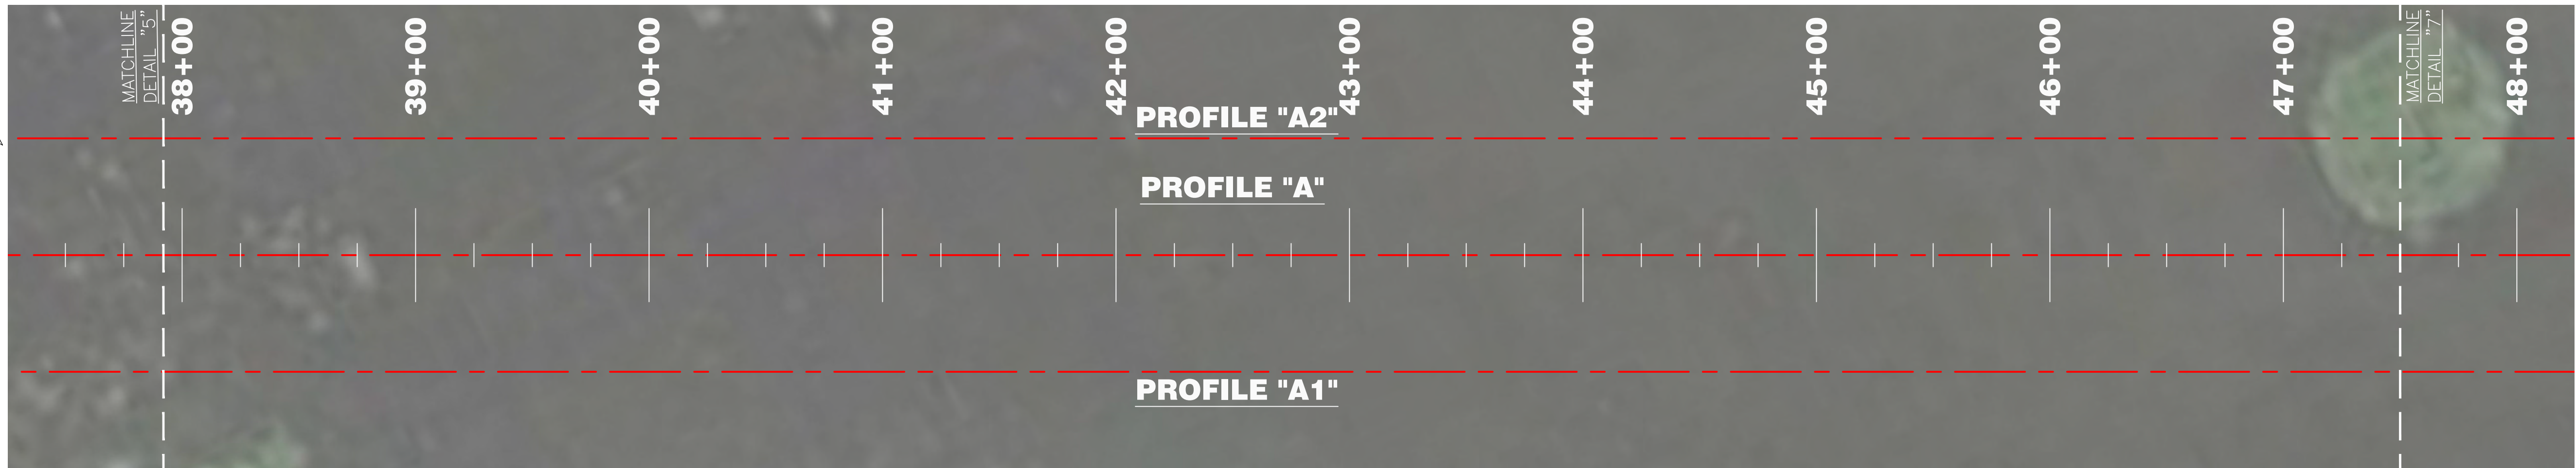 MATCHLINE
DETAIL "5"
38+00
39+00
40+00
41+00
42+00
43+00
44+00
45+00
46+00
47+00
MATCHLINE
DETAIL "7"
48+00
PROFILE "A2"
PROFILE "A"
PROFILE "A1"